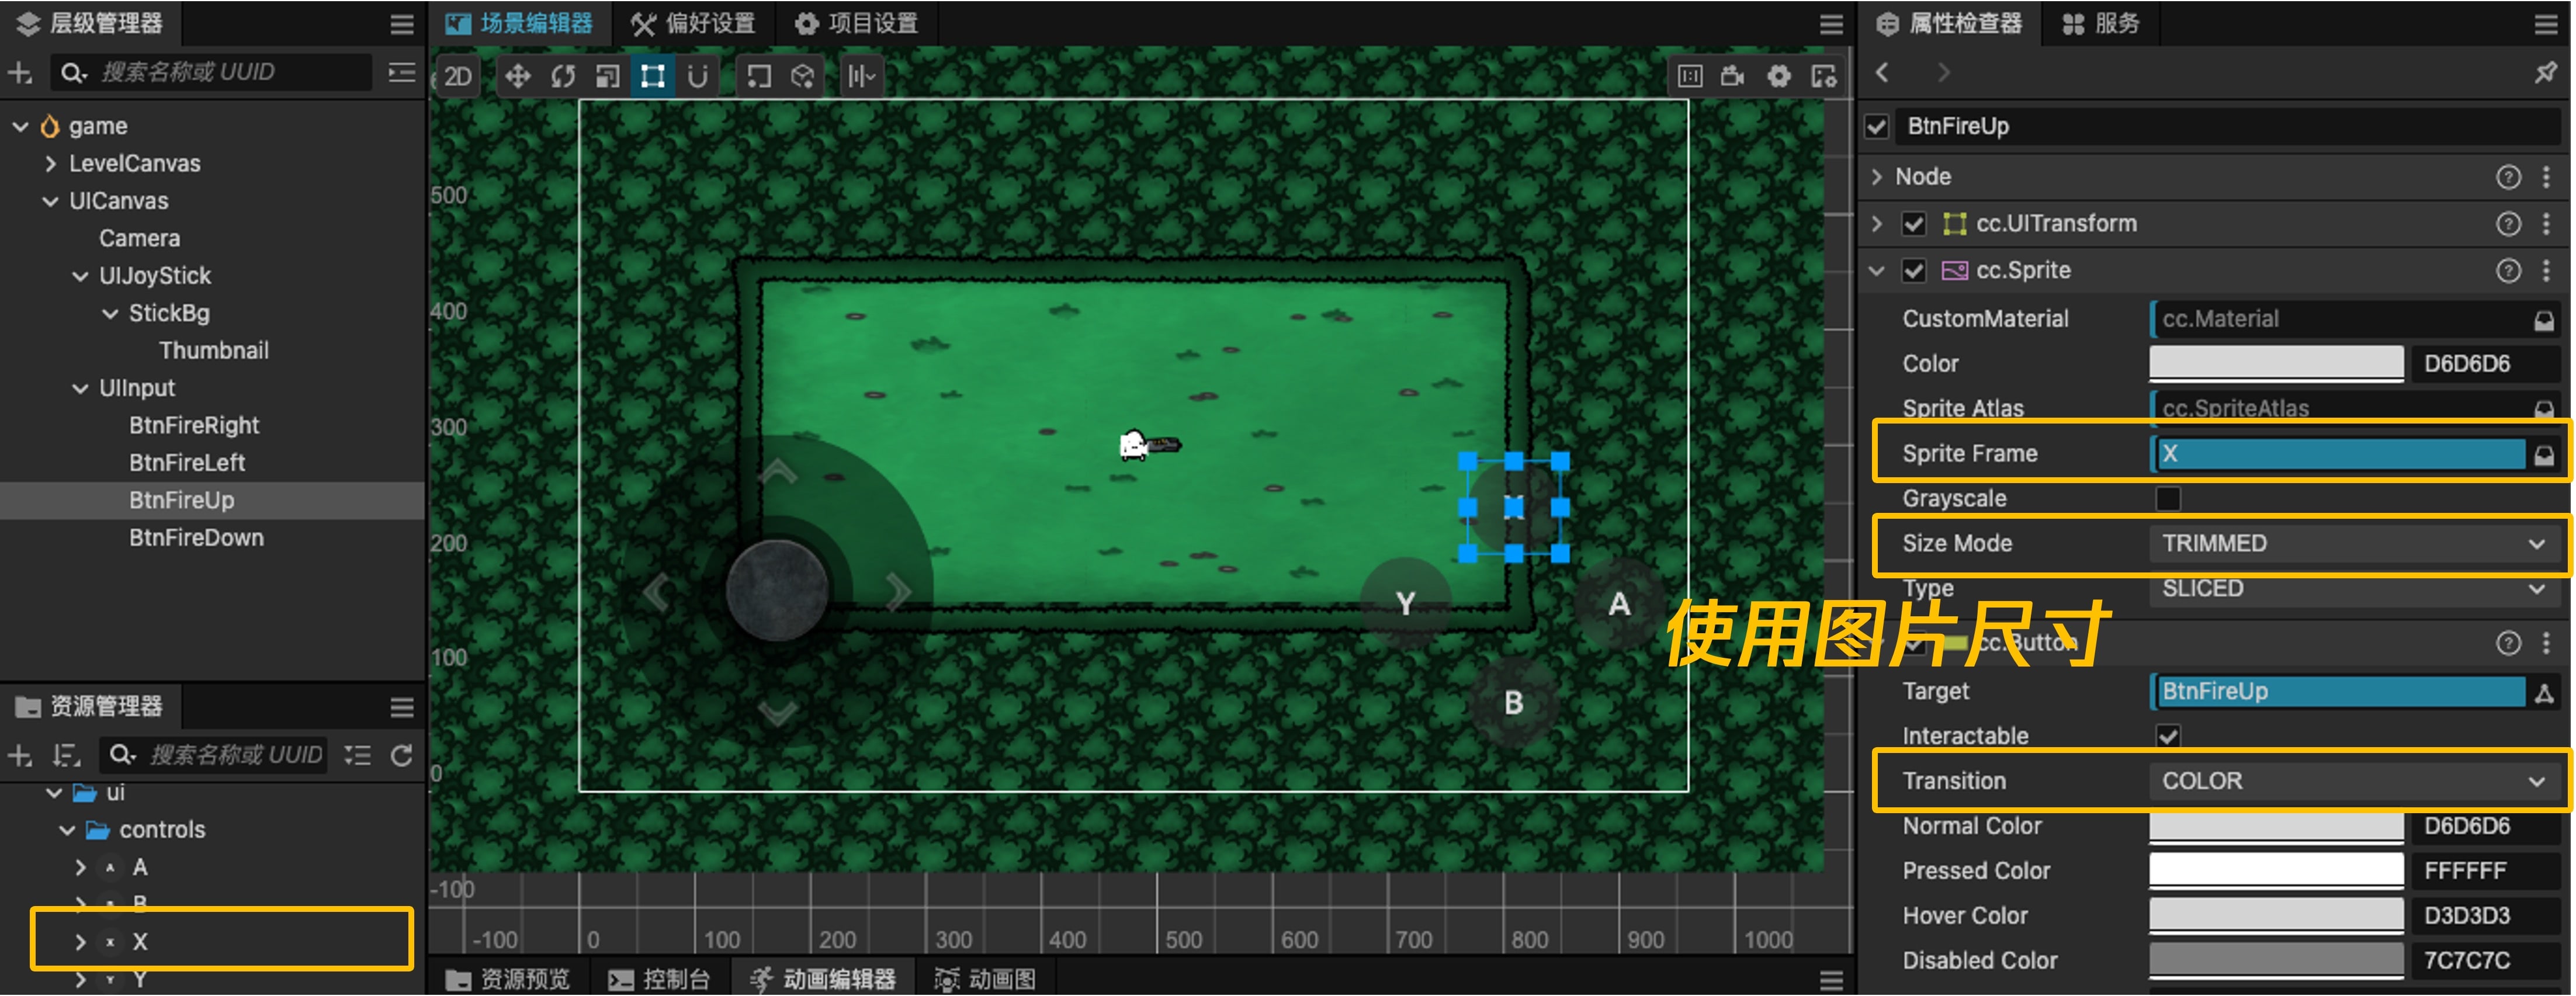 层级管理器
搜索名称或 UUID
game
LevelCanvas
UICanvas
Camera
UIJoyStick
StickBg
Thumbnail
UIInput
BtnFireRight
BtnFireLeft
BtnFireUp
BtnFireDown
资源管理器
搜索名称或 UUID
ui
controls
A
B
X
Y
场景编辑器 偏好设置 项目设置
2D
500
400
300
200
100
0
-100
X
Y A
B
-100 0 100 200 300 400 500 600 700 800 900 1000
资源预览 控制台 动画编辑器 动画图
属性检查器 服务
BtnFireUp
Node
cc.UITransform
cc.Sprite
CustomMaterial cc.Material
Color D6D6D6
Sprite Atlas cc.SpriteAtlas
Sprite Frame X
Grayscale
Size Mode TRIMMED
Type SLICED
使用图片尺寸
cc.Button
Target BtnFireUp
Interactable
Transition COLOR
Normal Color D6D6D6
Pressed Color FFFFFF
Hover Color D3D3D3
Disabled Color 7C7C7C